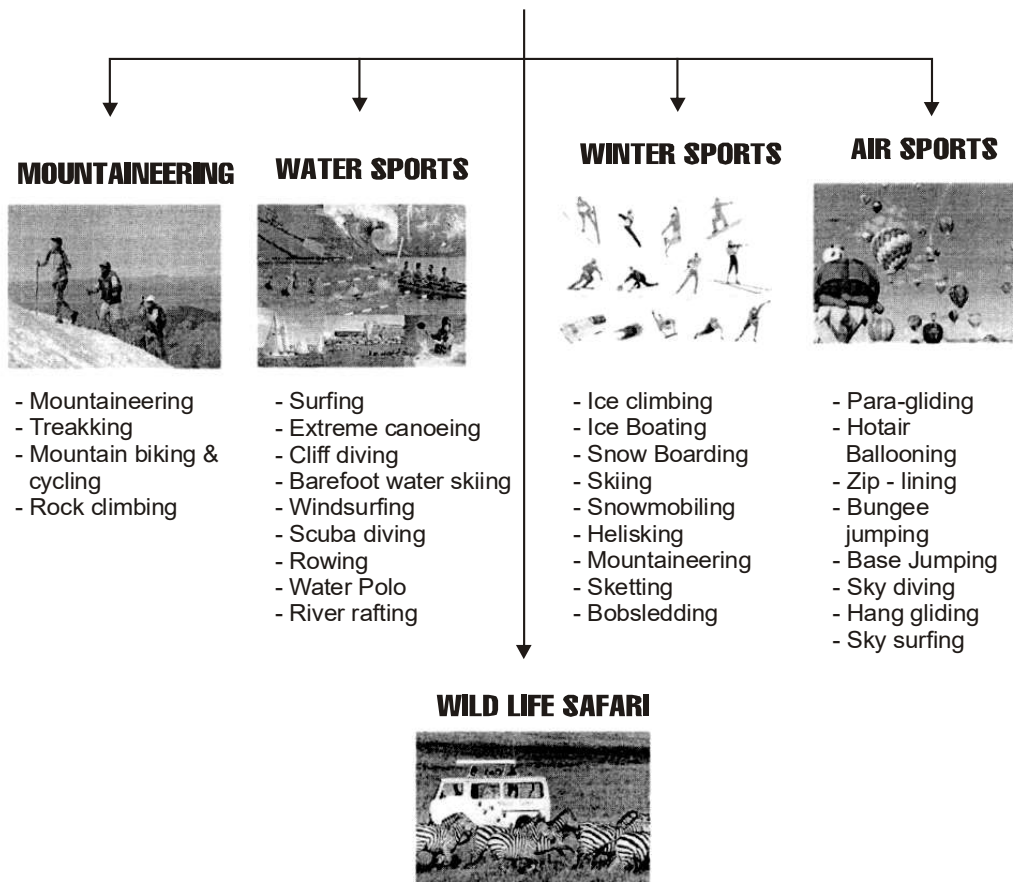 MOUNTAINEERING
- Mountaineering
- Treakking
- Mountain biking &
cycling
- Rock climbing
WATER SPORTS
- Surfing
- Extreme canoeing
- Cliff diving
- Barefoot water skiing
- Windsurfing
- Scuba diving
- Rowing
- Water Polo
- River rafting
WINTER SPORTS
- Ice climbing
- Ice Boating
- Snow Boarding
- Skiing
- Snowmobiling
- Helisking
- Mountaineering
- Sketting
- Bobsledding
AIR SPORTS
- Para-gliding
- Hotair
Ballooning
- Zip - lining
- Bungee
jumping
- Base Jumping
- Sky diving
- Hang gliding
- Sky surfing
WILD LIFE SAFARI